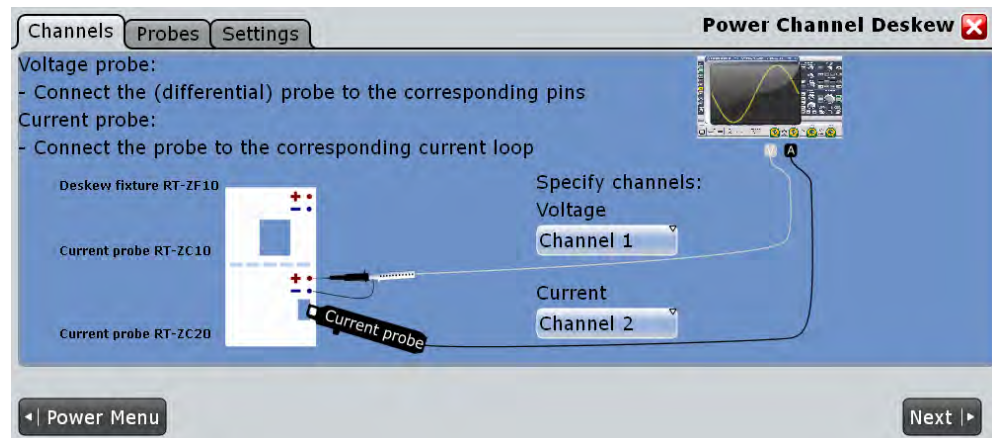 Channels Probes Settings
Power Channel Deskew
Voltage probe:
- Connect the (differential) probe to the corresponding pins
Current probe:
- Connect the probe to the corresponding current loop
Deskew fixture RT-ZF10
Current probe RT-ZC10
Current probe RT-ZC20
+
-
+
-
Current probe
V A
Specify channels:
Voltage
Channel 1
Current
Channel 2
Power Menu
Next